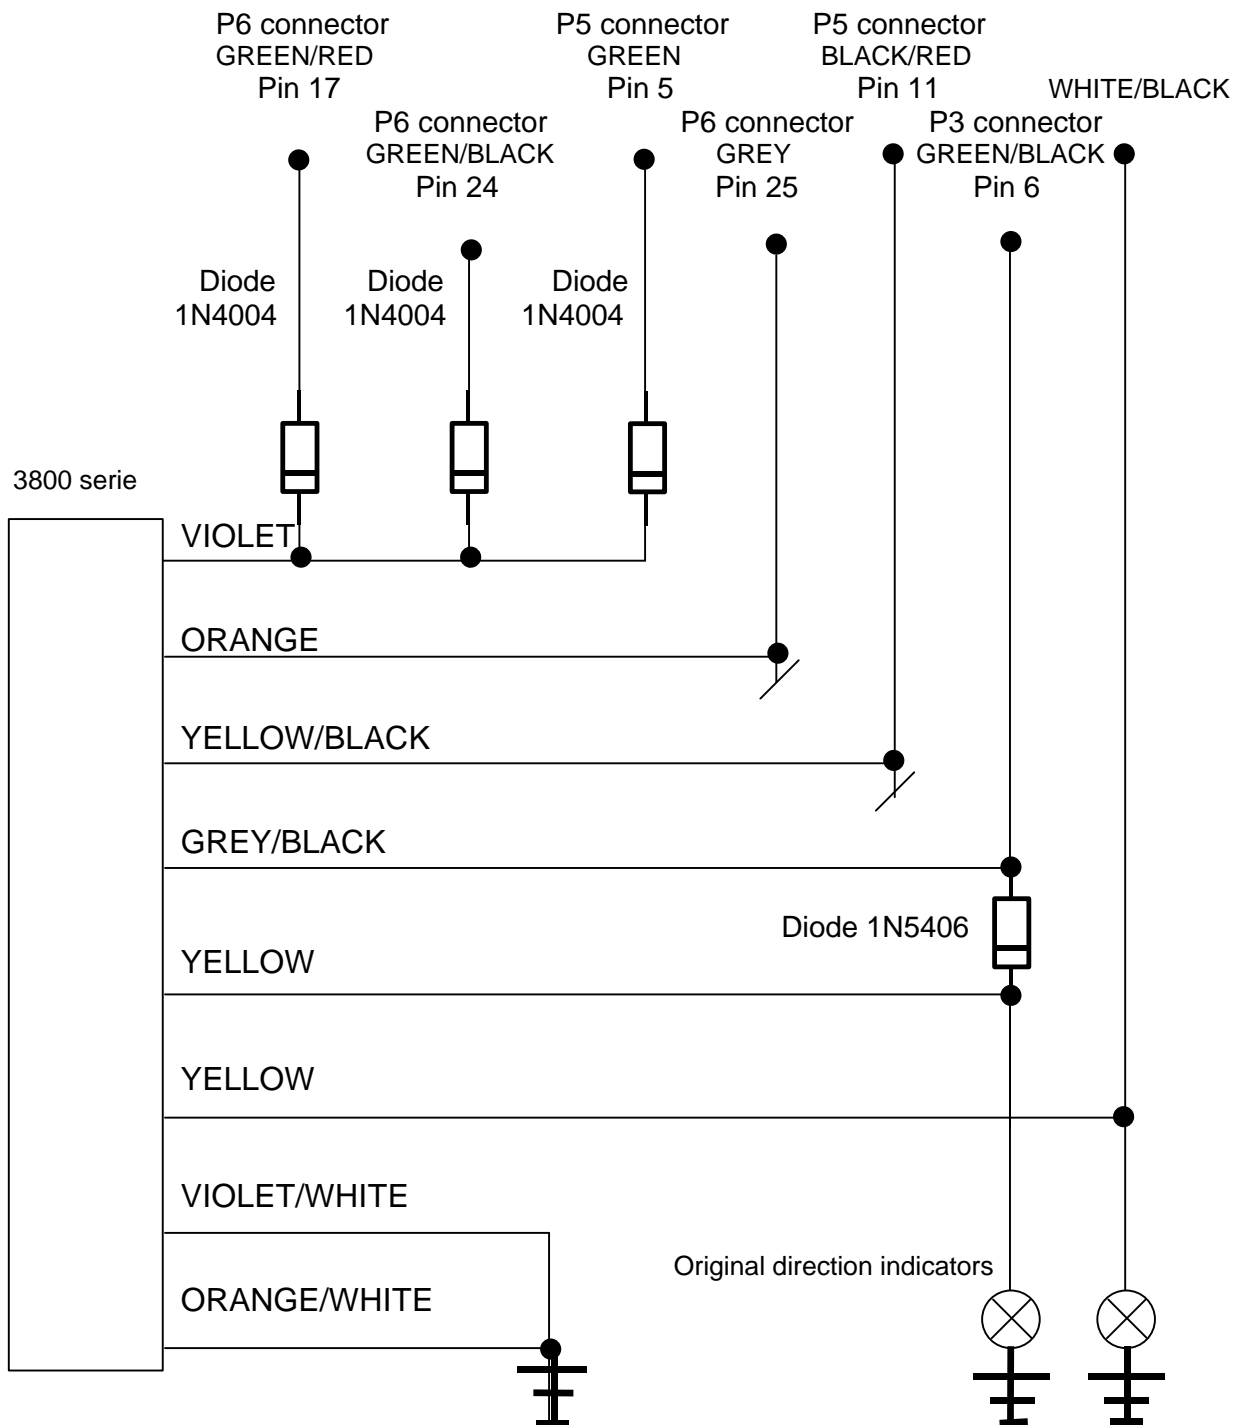 P6 connector
GREEN/RED
Pin 17
P5 connector
GREEN
Pin 5
P5 connector
BLACK/RED
Pin 11
WHITE/BLACK
P6 connector
GREEN/BLACK
Pin 24
P6 connector
GREY
Pin 25
P3 connector
GREEN/BLACK
Pin 6
Diode
1N4004
Diode
1N4004
Diode
1N4004
3800 serie
VIOLET
ORANGE
YELLOW/BLACK
GREY/BLACK
Diode 1N5406
YELLOW
YELLOW
VIOLET/WHITE
Original direction indicators
ORANGE/WHITE